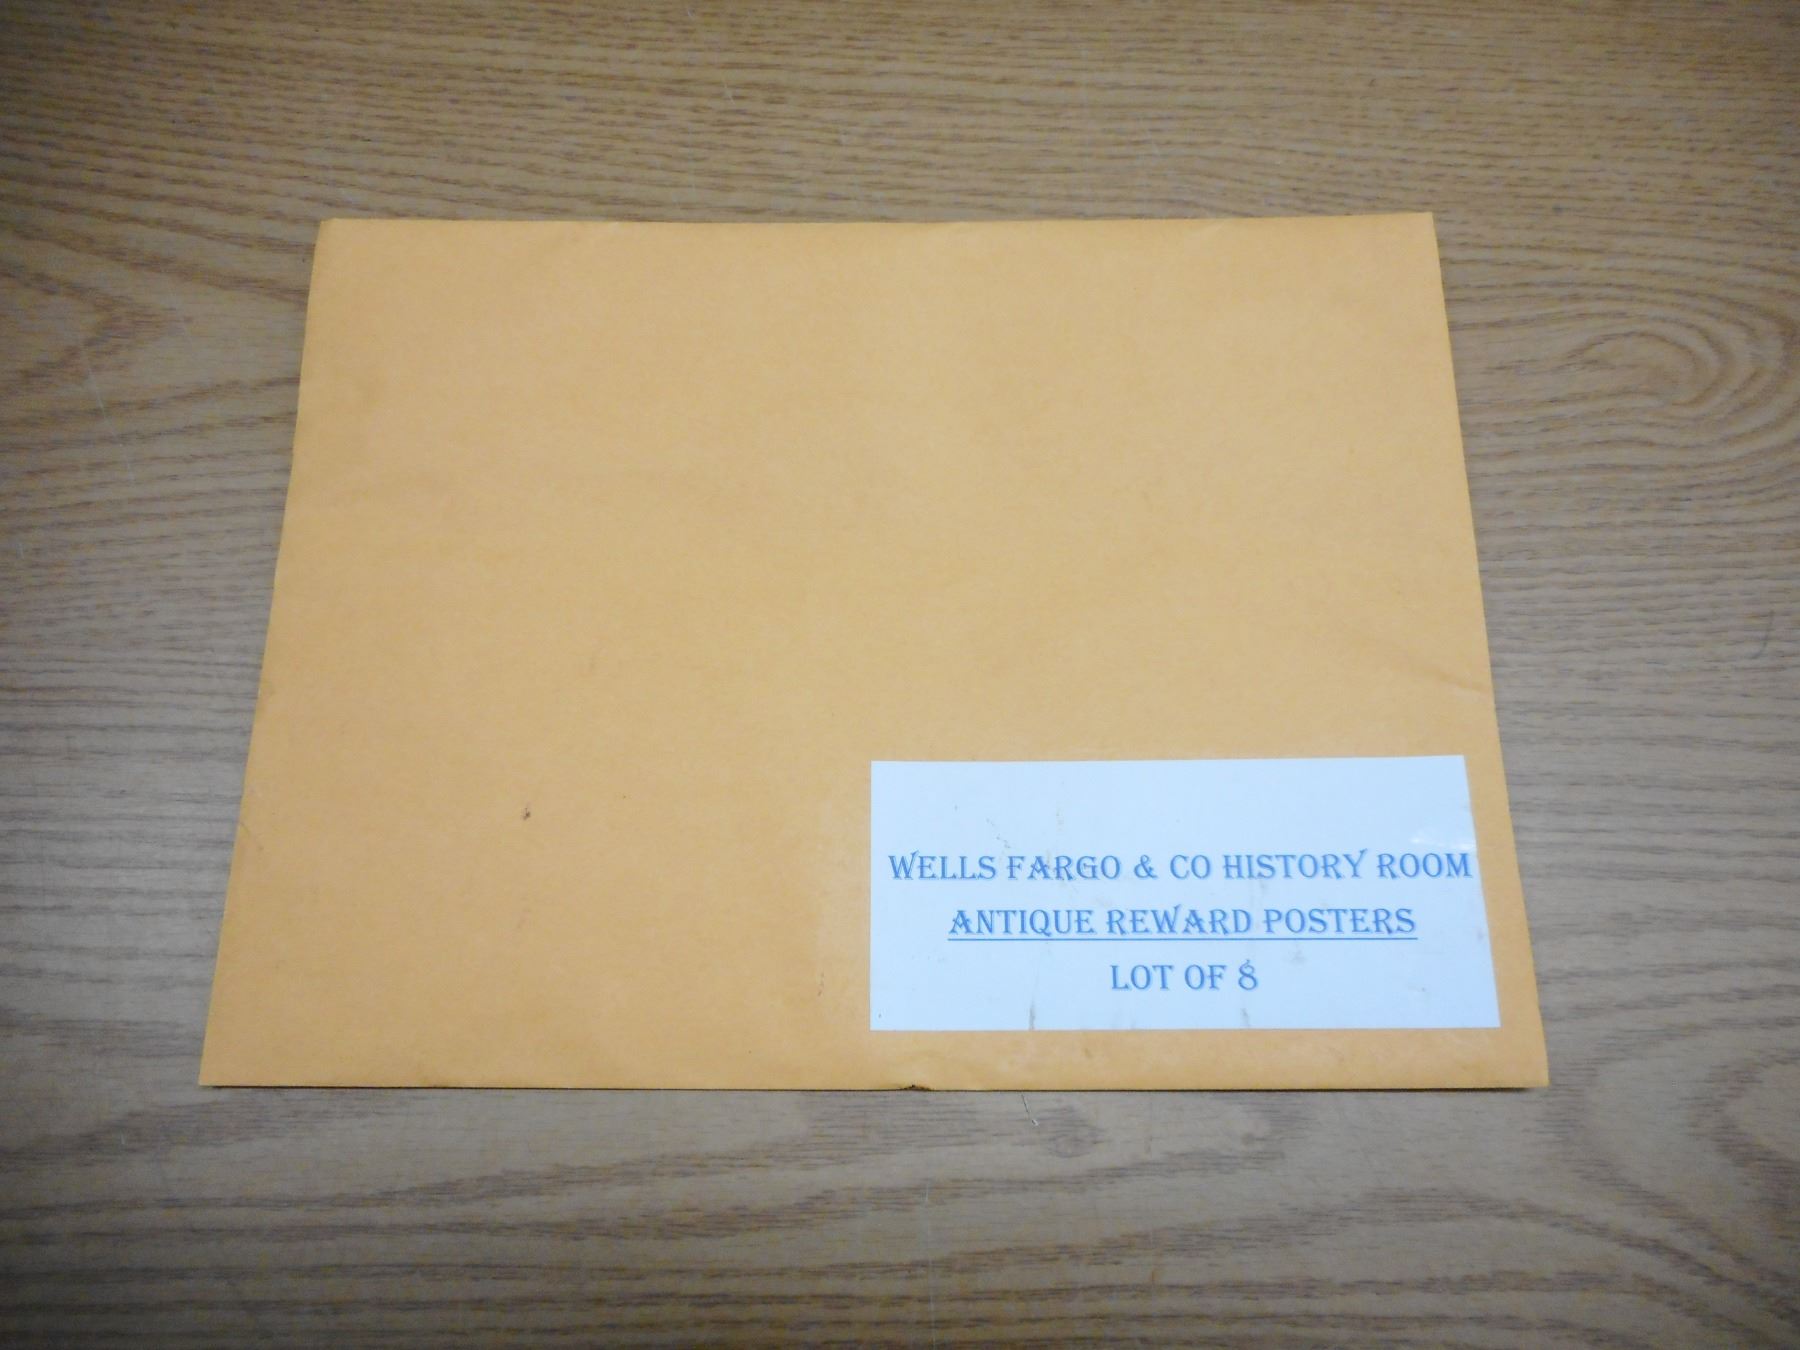 WELLS FARGO & CO HISTORY ROOM
ANTIQUE REWARD POSTERS
LOT OF 8